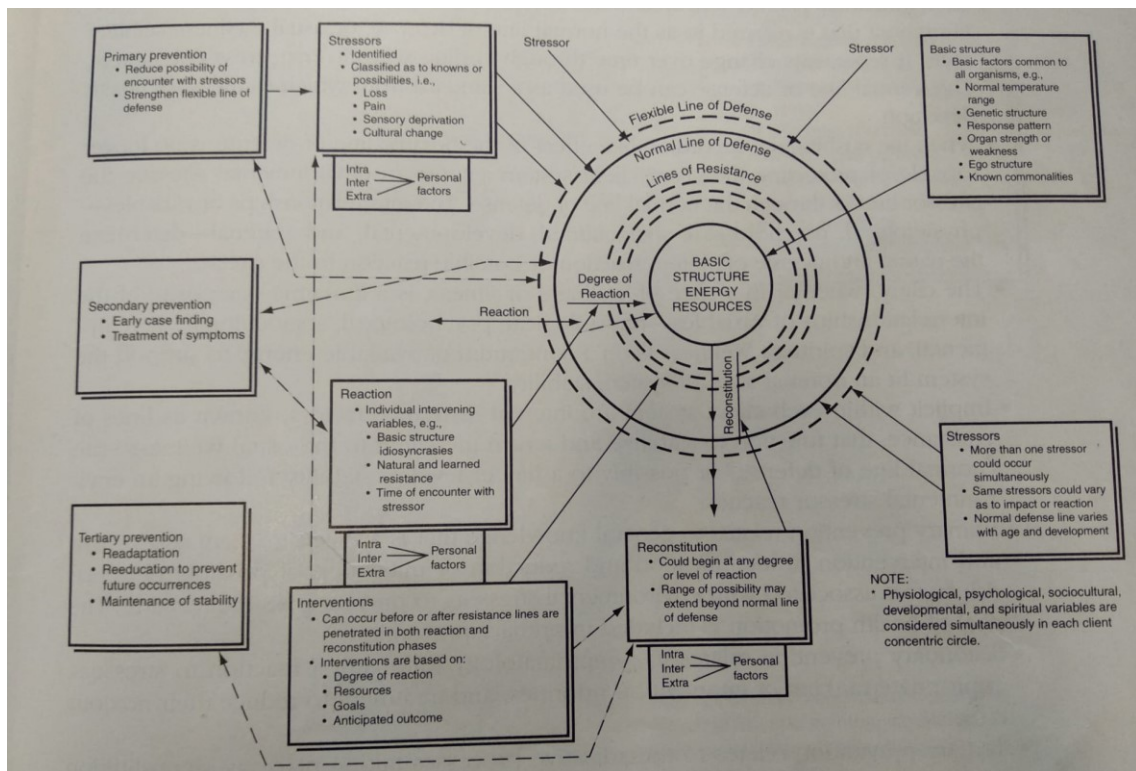 Primary prevention
• Reduce possibility of
encounter with stressors
• Strengthen flexible line of
defense
Stressors
• Identified
• Classified as to knowns or
possibilities, i.e.,
• Loss
• Pain
• Sensory deprivation
• Cultural change
Intra
Inter
Extra
Personal
factors
Stressor
Stressor
Basic structure
• Basic factors common to
all organisms, e.g.,
• Normal temperature
range
• Genetic structure
• Response pattern
• Organ strength or
weakness
• Ego structure
• Known commonalities
Flexible Line of Defense
Normal Line of Defense
Lines of Resistance
BASIC
STRUCTURE
ENERGY
RESOURCES
Degree of
Reaction
Reaction
Reconstitution
Secondary prevention
• Early case finding
• Treatment of symptoms
Reaction
• Individual intervening
variables, e.g.,
• Basic structure
idiosyncrasies
• Natural and learned
resistance
• Time of encounter with
stressor
Intra
Inter
Extra
Personal
factors
Stressors
• More than one stressor
could occur
simultaneously
• Same stressors could vary
as to impact or reaction
• Normal defense line varies
with age and development
Tertiary prevention
• Readaptation
• Reeducation to prevent
future occurrences
• Maintenance of stability
Interventions
• Can occur before or after resistance lines are
penetrated in both reaction and
reconstitution phases
• Interventions are based on:
• Degree of reaction
• Resources
• Goals
• Anticipated outcome
Reconstitution
• Could begin at any degree
or level of reaction
• Range of possibility may
extend beyond normal line
of defense
Intra
Inter
Extra
Personal
factors
NOTE:
* Physiological, psychological, sociocultural,
developmental, and spiritual variables are
considered simultaneously in each client
concentric circle.